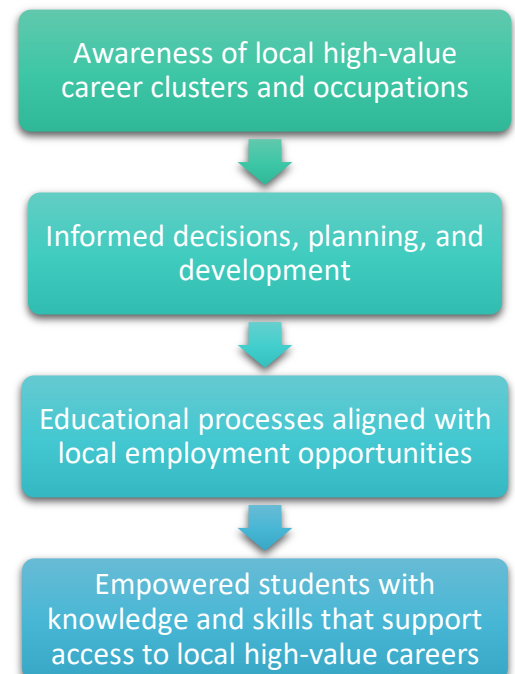 Awareness of local high-value
career clusters and occupations
Informed decisions, planning, and
development
Educational processes aligned with
local employment opportunities
Empowered students with
knowledge and skills that support
access to local high-value careers